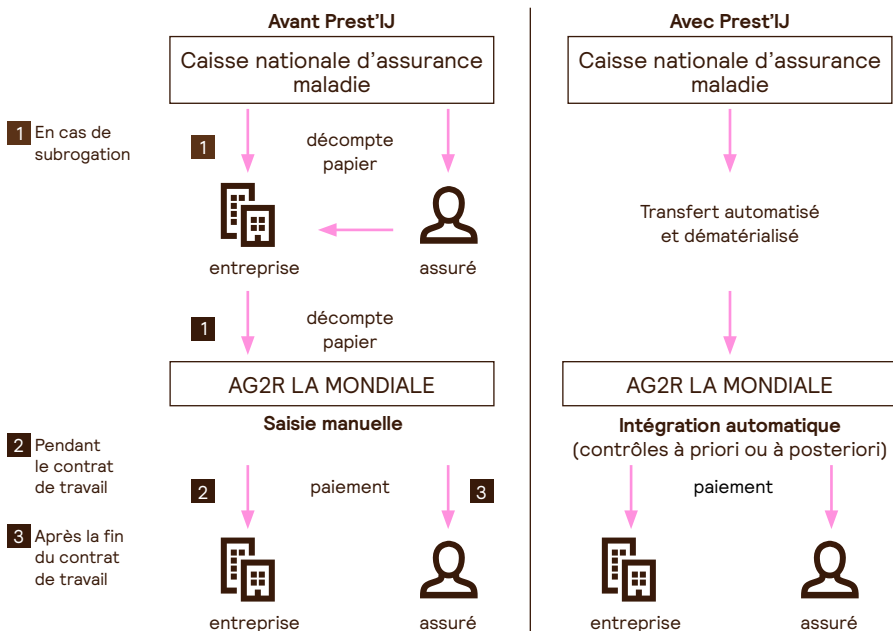 Avant Prest'IJ
Caisse nationale d'assurance
maladie
1 En cas de
subrogation
1
décompte
papier
entreprise
assuré
1
décompte
papier
AG2R LA MONDIALE
Saisie manuelle
2 Pendant
le contrat
de travail
2
paiement
3
3 Après la fin
du contrat
de travail
entreprise
assuré
Avec Prest'IJ
Caisse nationale d'assurance
maladie
Transfert automatisé
et dématérialisé
AG2R LA MONDIALE
Intégration automatique
(contrôles à priori ou à posteriori)
paiement
entreprise
assuré